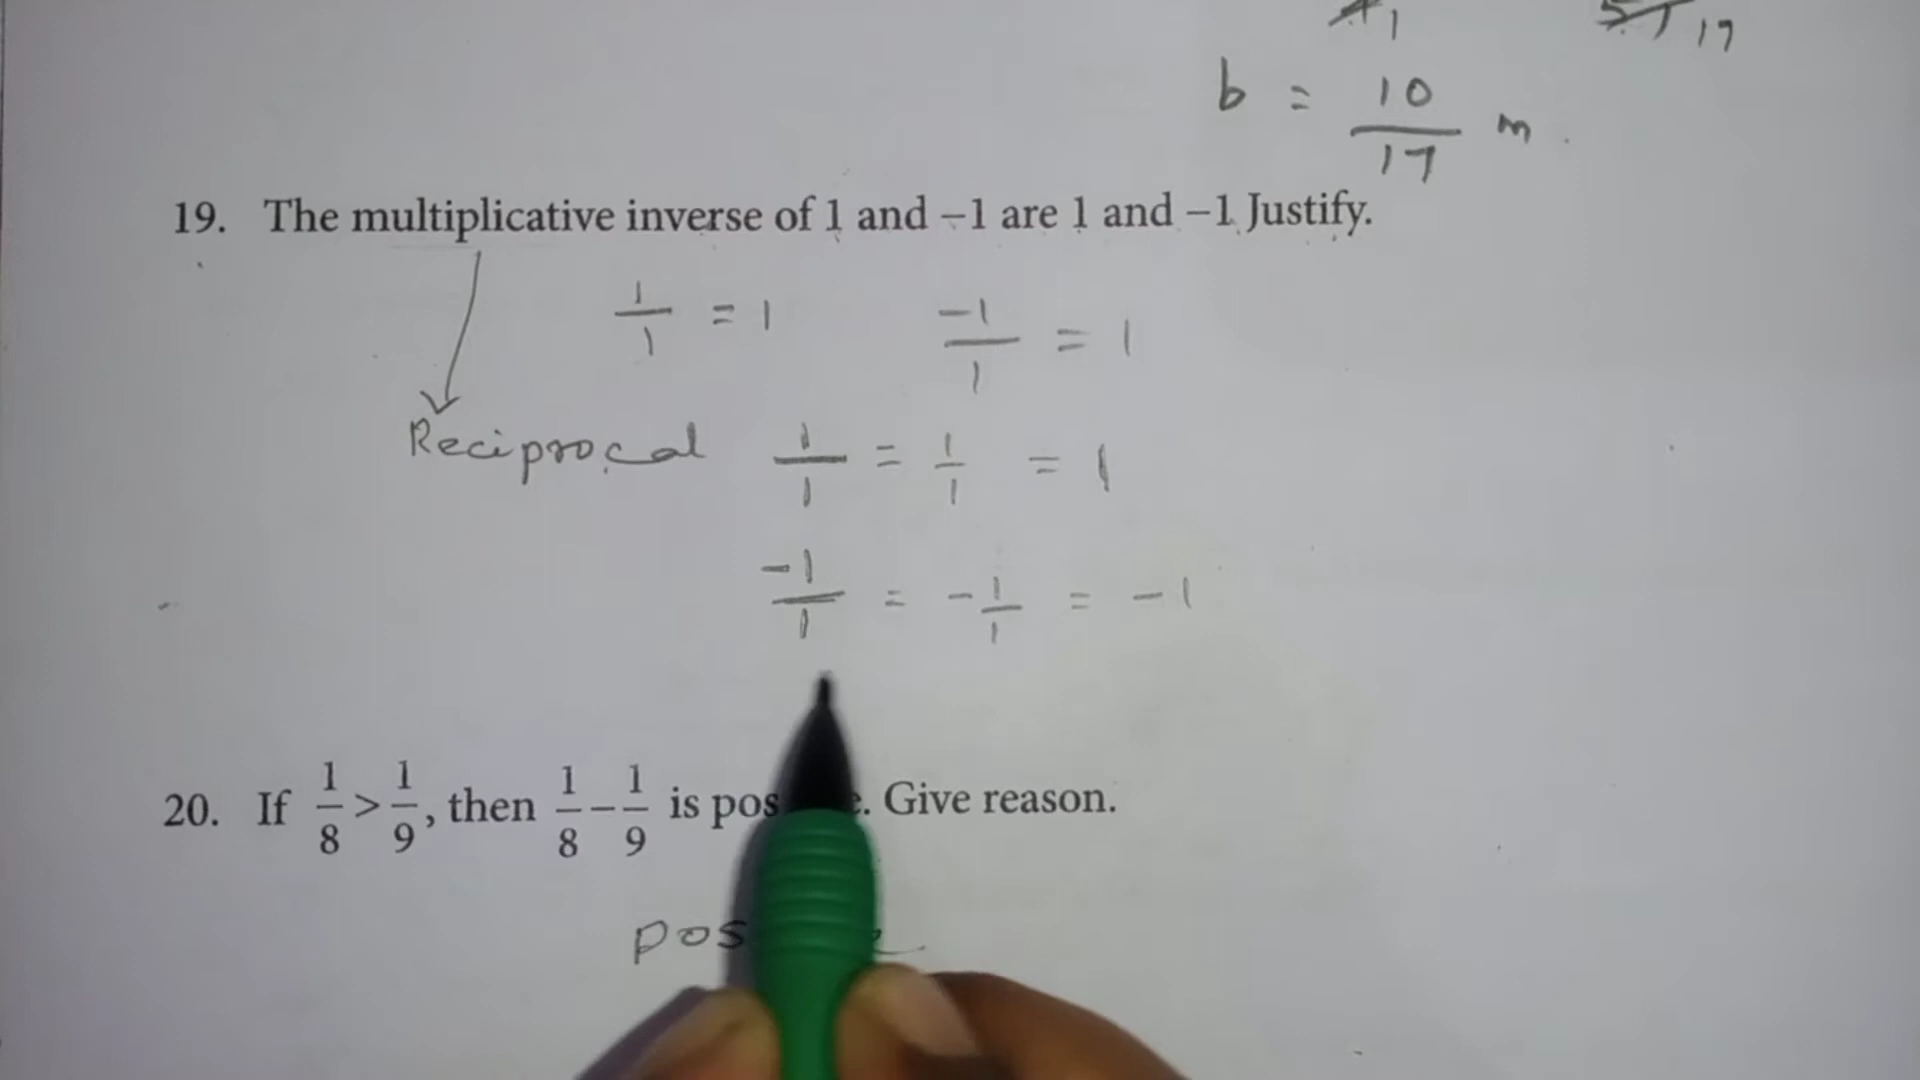 1 17
b = 10/17 m
19. The multiplicative inverse of 1 and −1 are 1 and −1 Justify.
1/1 = 1 -1/1 = 1
Reciprocal 1/1 = 1/1 = 1
-1/1 = -1/1 = -1
20. If 1/8 > 1/9, then 1/8 − 1/9 is Give reason.